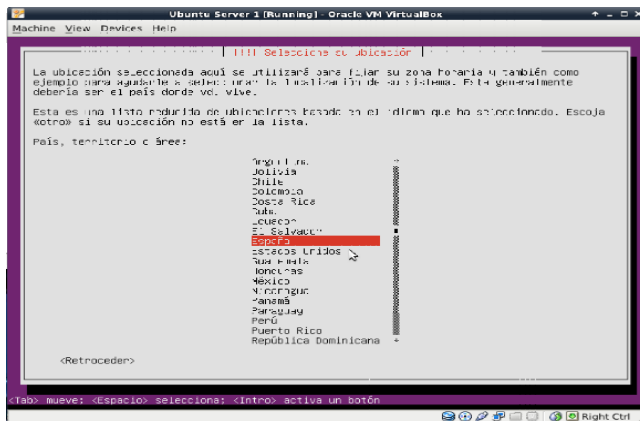 Ubuntu Server 1 [Running] - Oracle VM VirtualBox
Machine View Devices Help
[!!] Seleccione su ubicación
La ubicación seleccionada aquí se utilizará para fijar su zona horaria y también como
ejemplo para ayudarle a seleccionar la localización de su sistema. Esta generalmente
debería ser el país donde vd. vive.
Esta es una lista reducida de ubicaciones basada en el idioma que ha seleccionado. Escoja
«otro» si su ubicación no está en la lista.
País, territorio o área:
Argentina
Bolivia
Chile
Colombia
Costa Rica
Cuba
Ecuador
El Salvador
España
Estados Unidos
Guatemala
Honduras
México
Nicaragua
Panamá
Paraguay
Perú
Puerto Rico
República Dominicana
<Retroceder>
<Tab> mueve; <Espacio> selecciona; <Intro> activa un botón
Right Ctrl